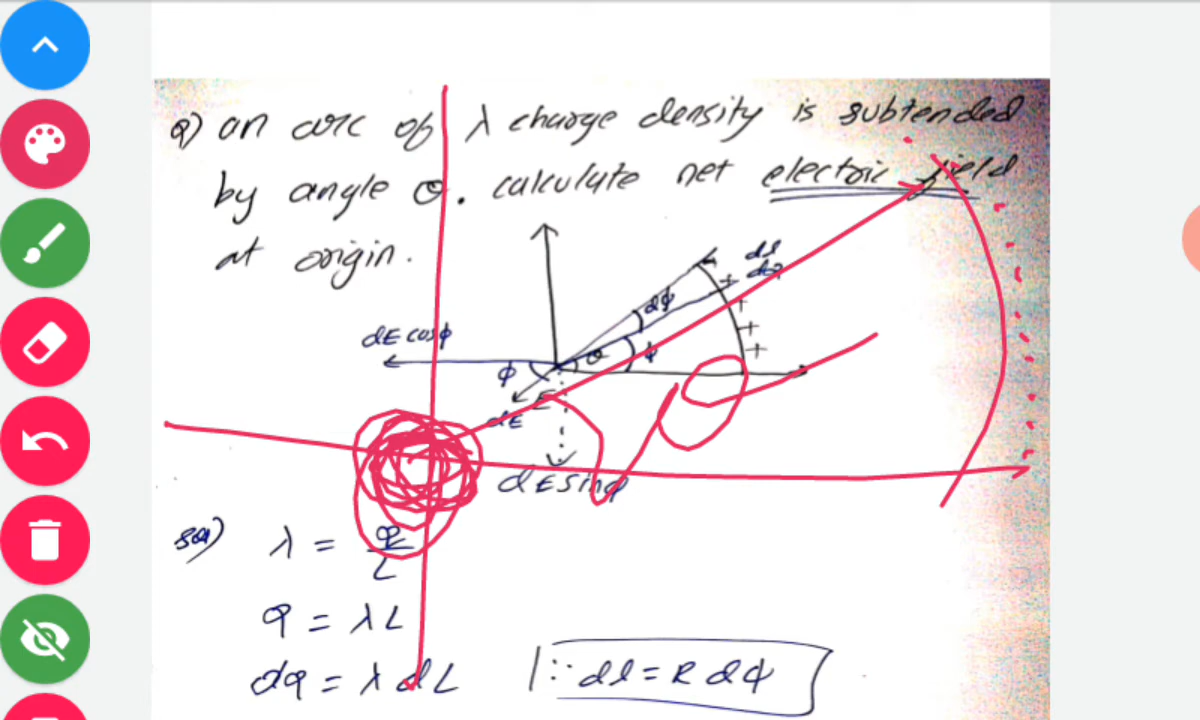 Q) an arc of λ charge density is subtended
by angle θ. calculate net electric field
at origin.
dl
dq
dφ
dE cosφ
θ
φ
φ
dE
dE sinφ
sol) λ = q/L
q = λL
dq = λ dL |∵ dl = R dφ